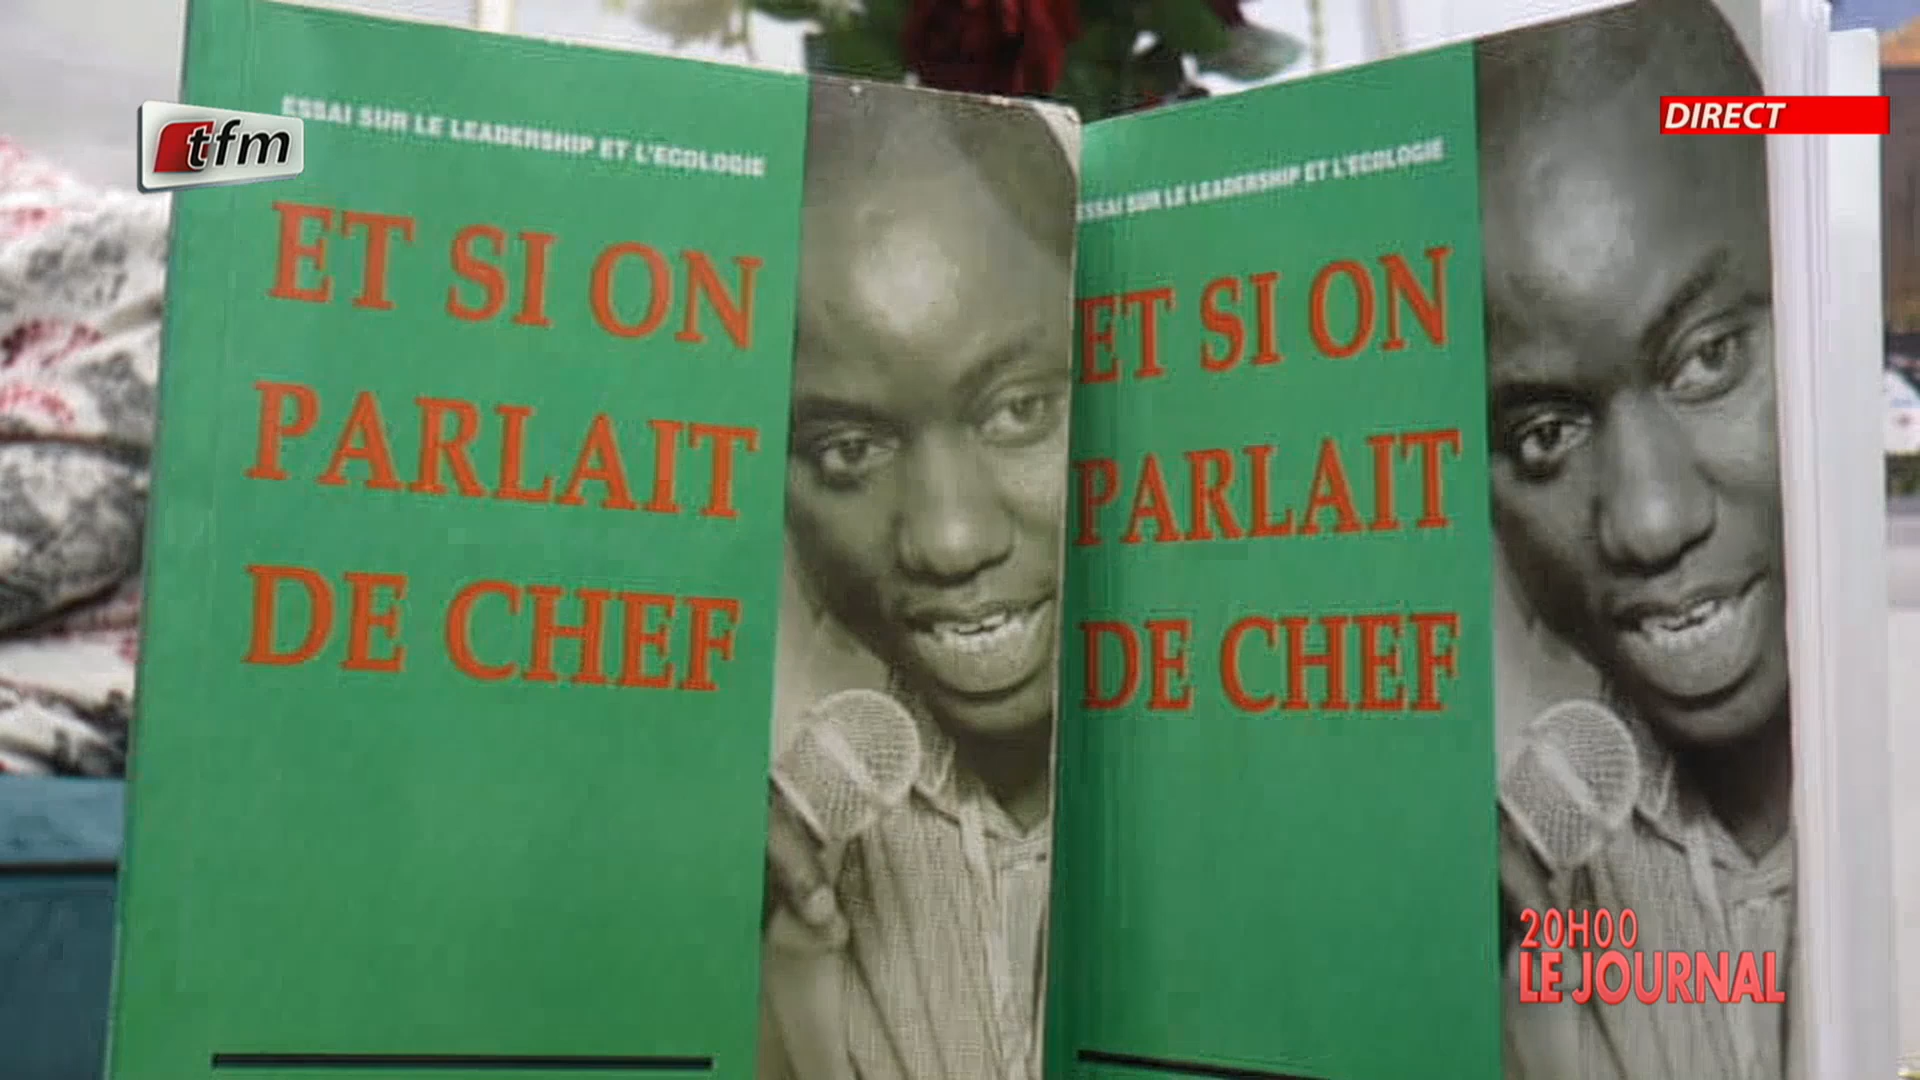 tfm
DIRECT
ESSAI SUR LE LEADERSHIP ET L'ECOLOGIE
ET SI ON
PARLAIT
DE CHEF
ESSAI SUR LE LEADERSHIP ET L'ECOLOGIE
ET SI ON
PARLAIT
DE CHEF
20H00
LE JOURNAL